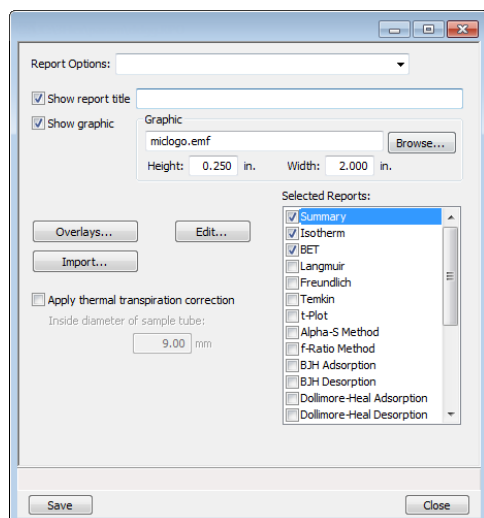 Report Options:
Show report title
Show graphic
Graphic
miclogo.emf
Browse...
Height: 0.250 in. Width: 2.000 in.
Selected Reports:
Summary
Isotherm
BET
Langmuir
Freundlich
Temkin
t-Plot
Alpha-S Method
f-Ratio Method
BJH Adsorption
BJH Desorption
Dollimore-Heal Adsorption
Dollimore-Heal Desorption
Overlays...
Edit...
Import...
Apply thermal transpiration correction
Inside diameter of sample tube:
9.00 mm
Save
Close